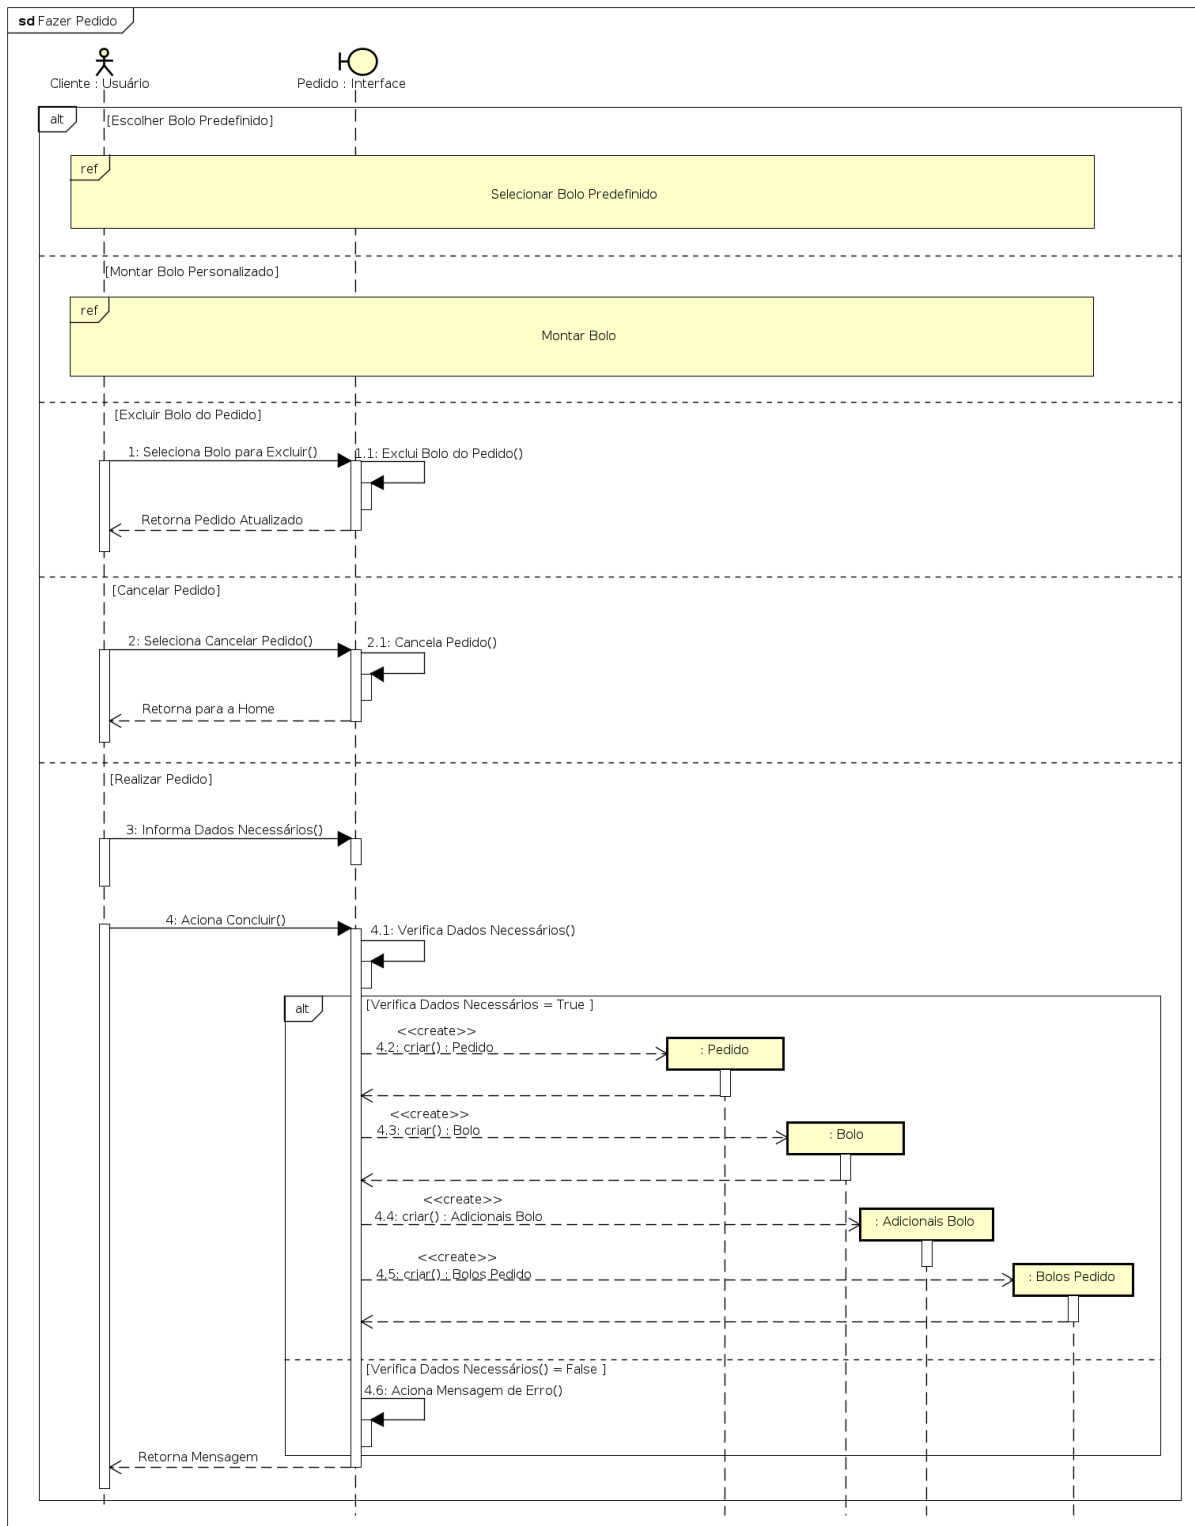 sd Fazer Pedido
Cliente : Usuário
Pedido : Interface
alt
[Escolher Bolo Predefinido]
ref
Selecionar Bolo Predefinido
[Montar Bolo Personalizado]
ref
Montar Bolo
[Excluir Bolo do Pedido]
1: Seleciona Bolo para Excluir()
1.1: Exclui Bolo do Pedido()
Retorna Pedido Atualizado
[Cancelar Pedido]
2: Seleciona Cancelar Pedido()
2.1: Cancela Pedido()
Retorna para a Home
[Realizar Pedido]
3: Informa Dados Necessários()
4: Aciona Concluir()
4.1: Verifica Dados Necessários()
alt
[Verifica Dados Necessários = True ]
<<create>>
4.2: criar() : Pedido
: Pedido
<<create>>
4.3: criar() : Bolo
: Bolo
<<create>>
4.4: criar() : Adicionais Bolo
: Adicionais Bolo
<<create>>
4.5: criar() : Bolos Pedido
: Bolos Pedido
[Verifica Dados Necessários() = False ]
4.6: Aciona Mensagem de Erro()
Retorna Mensagem